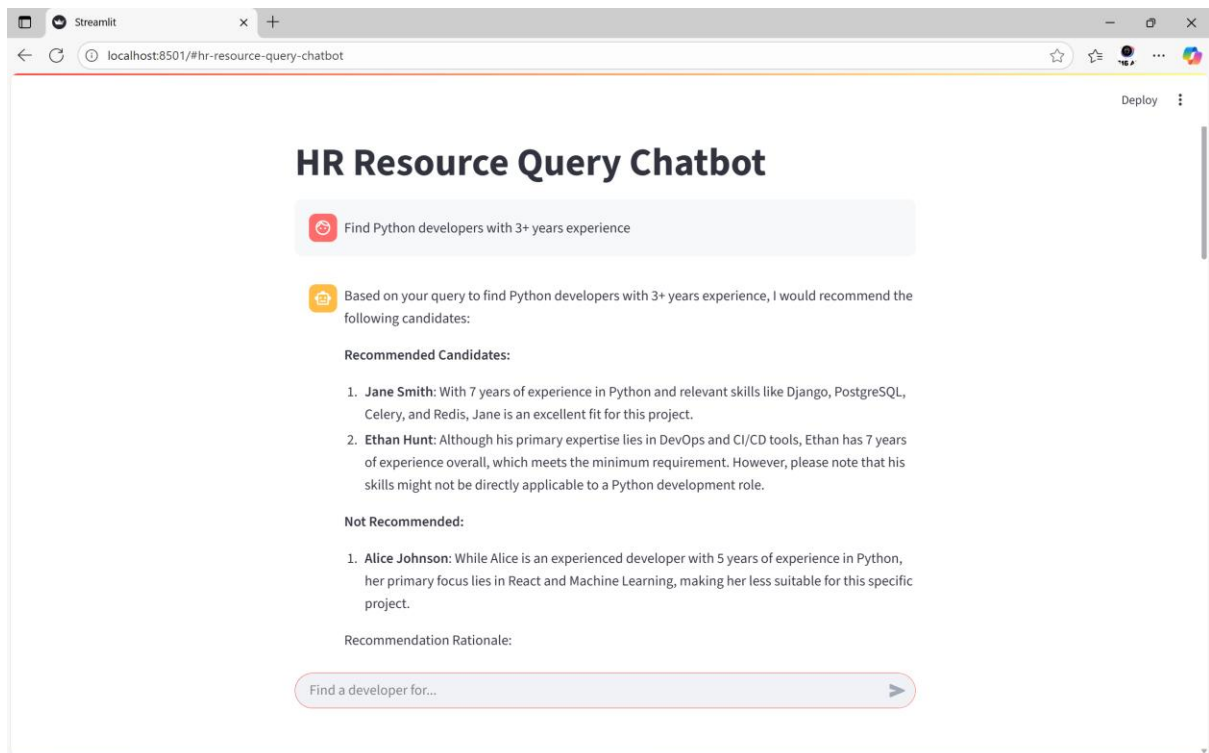 Streamlit
localhost:8501/#hr-resource-query-chatbot
Deploy
HR Resource Query Chatbot
Find Python developers with 3+ years experience
Based on your query to find Python developers with 3+ years experience, I would recommend the
following candidates:
Recommended Candidates:
1. Jane Smith: With 7 years of experience in Python and relevant skills like Django, PostgreSQL,
Celery, and Redis, Jane is an excellent fit for this project.
2. Ethan Hunt: Although his primary expertise lies in DevOps and CI/CD tools, Ethan has 7 years
of experience overall, which meets the minimum requirement. However, please note that his
skills might not be directly applicable to a Python development role.
Not Recommended:
1. Alice Johnson: While Alice is an experienced developer with 5 years of experience in Python,
her primary focus lies in React and Machine Learning, making her less suitable for this specific
project.
Recommendation Rationale:
Find a developer for...